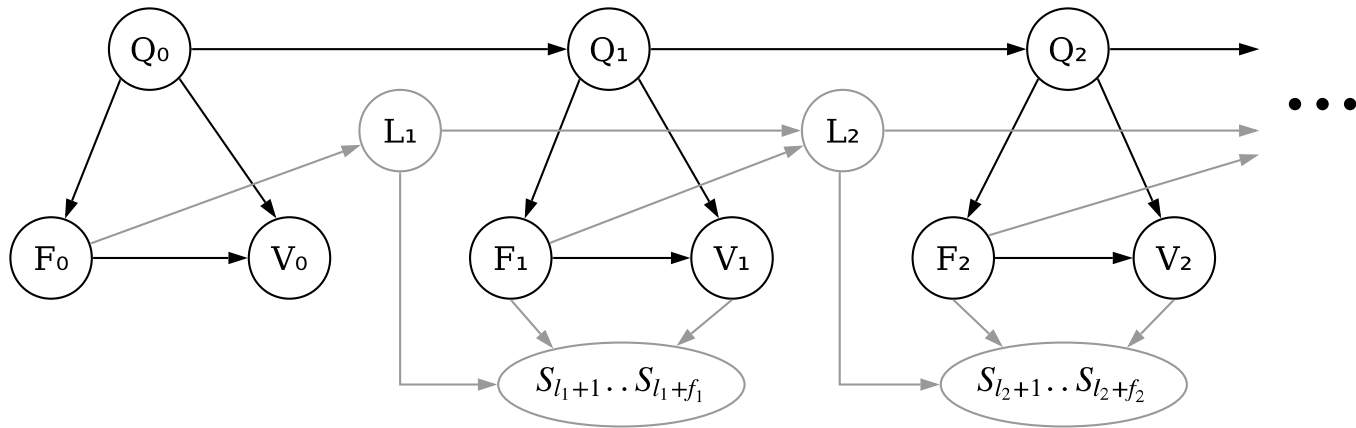 Q₀ Q₁ Q₂
L₁ L₂ ...
F₀ V₀ F₁ V₁ F₂ V₂
S_{l₁+1} . . S_{l₁+f₁} S_{l₂+1} . . S_{l₂+f₂}